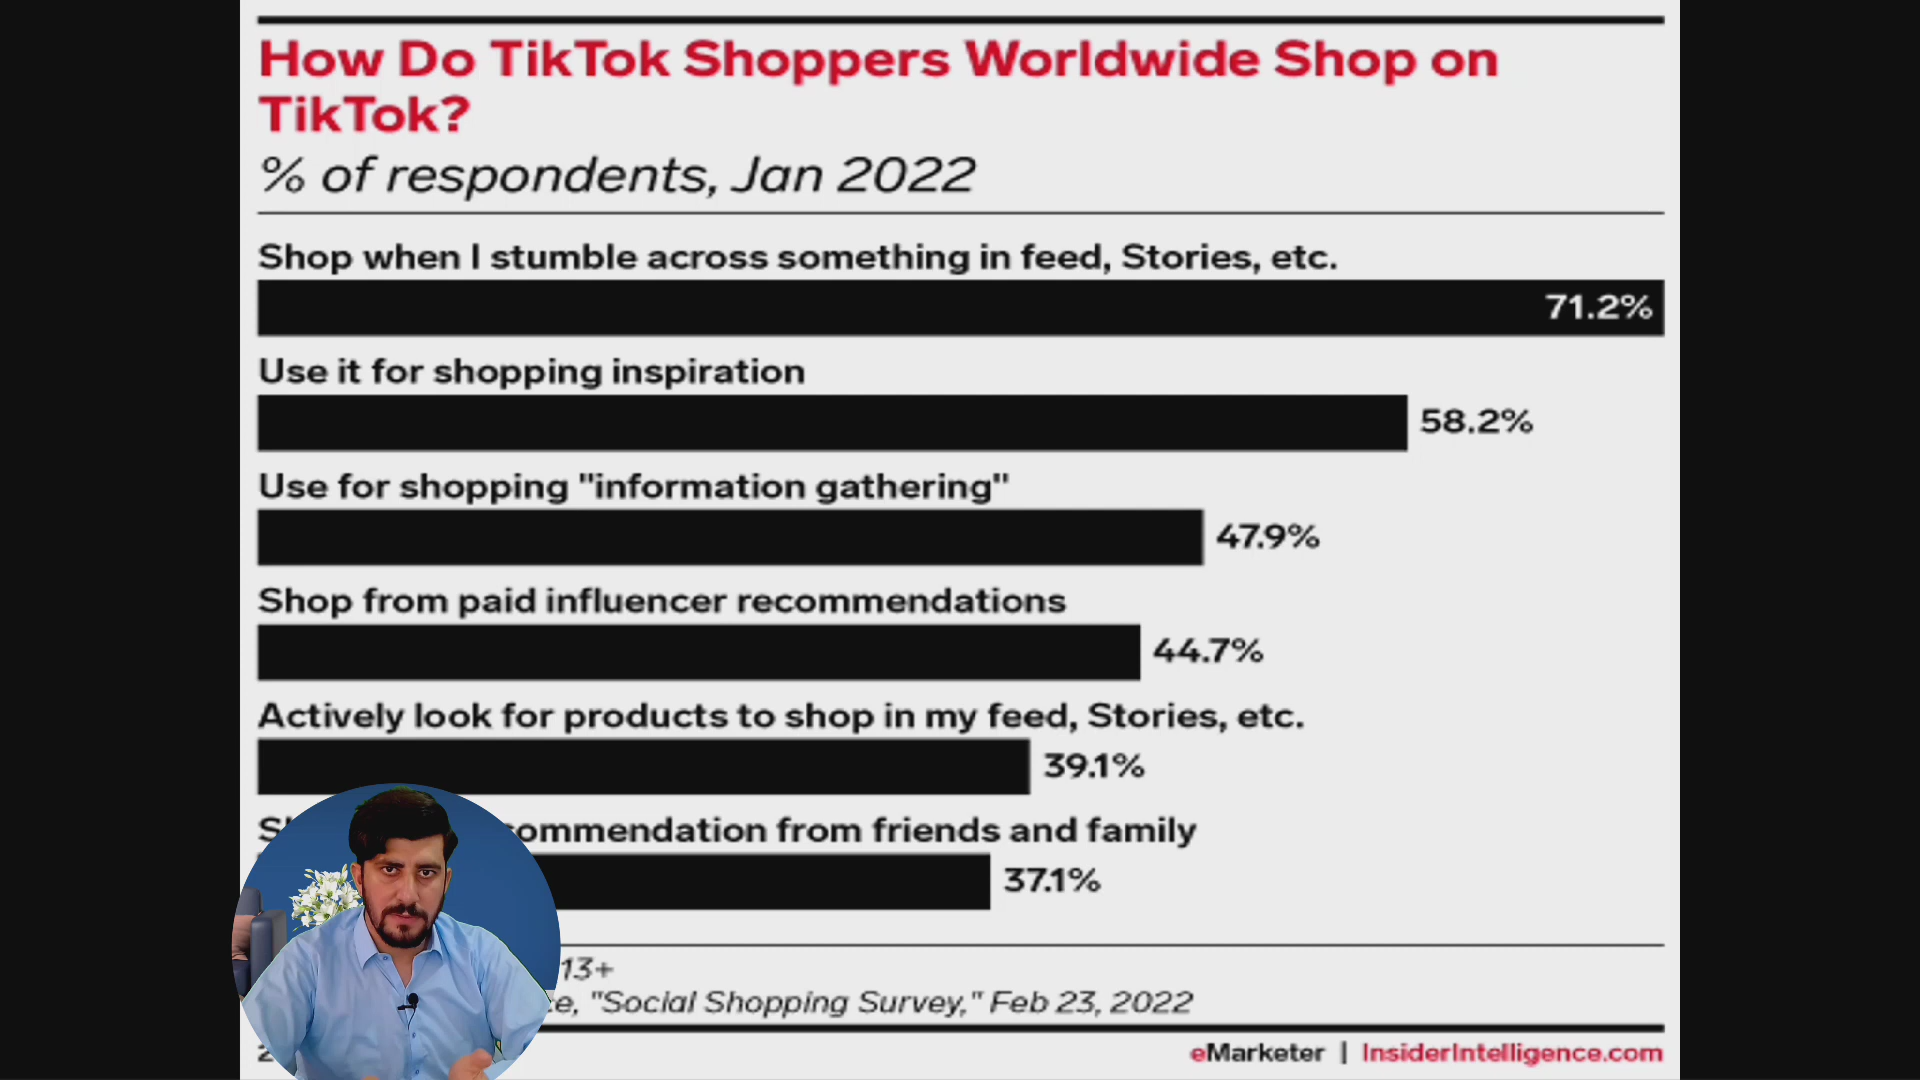 How Do TikTok Shoppers Worldwide Shop on
TikTok?
% of respondents, Jan 2022
Shop when I stumble across something in feed, Stories, etc.
71.2%
Use it for shopping inspiration
58.2%
Use for shopping "information gathering"
47.9%
Shop from paid influencer recommendations
44.7%
Actively look for products to shop in my feed, Stories, etc.
39.1%
from friends and family
37.1%
13+
"Social Shopping Survey," Feb 23, 2022
eMarketer | InsiderIntelligence.com